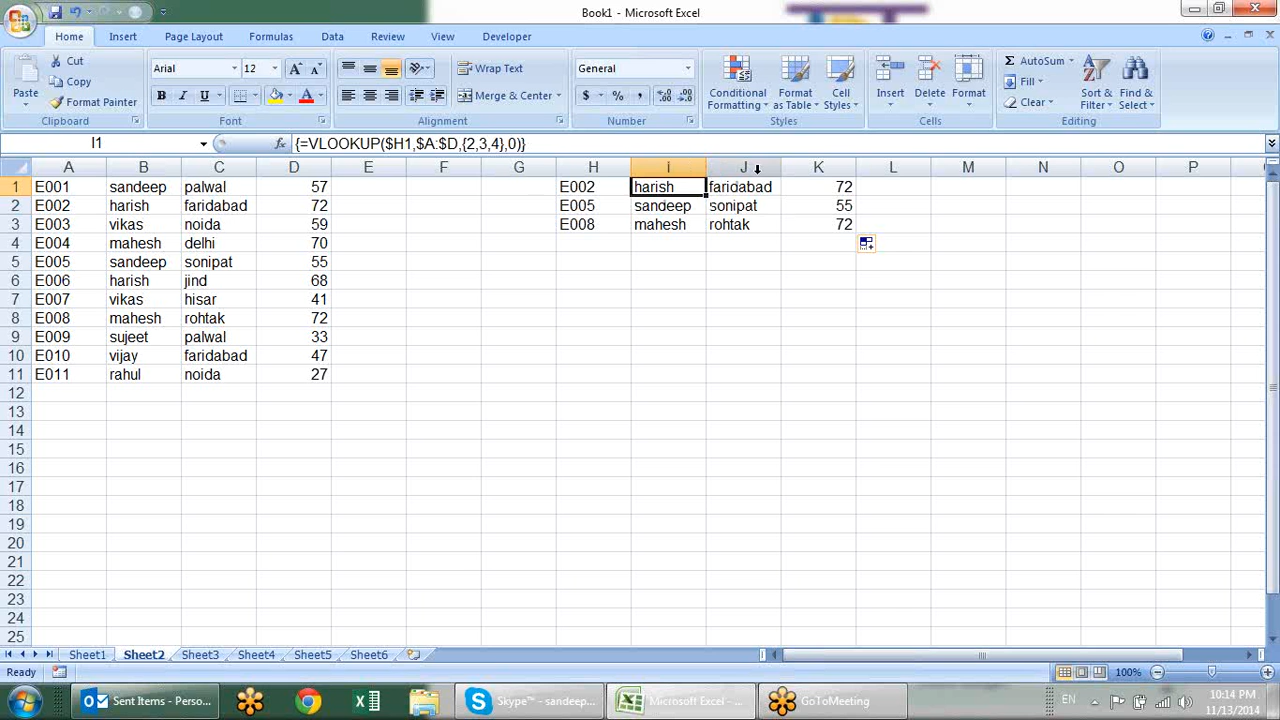 Book1 - Microsoft Excel
Home Insert Page Layout Formulas Data Review View Developer
Paste
Cut
Copy
Format Painter
Clipboard
Arial 12
B I U
Font
Wrap Text
Merge & Center
Alignment
General
$ % ,
Number
Conditional Formatting
Format as Table
Cell Styles
Styles
Insert Delete Format
Cells
AutoSum
Fill
Clear
Sort & Filter
Find & Select
Editing
I1 fx {=VLOOKUP($H1,$A:$D,{2,3,4},0)}
A B C D E F G H I J K L M N O P
1 E001 sandeep palwal 57 E002 harish faridabad 72
2 E002 harish faridabad 72 E005 sandeep sonipat 55
3 E003 vikas noida 59 E008 mahesh rohtak 72
4 E004 mahesh delhi 70
5 E005 sandeep sonipat 55
6 E006 harish jind 68
7 E007 vikas hisar 41
8 E008 mahesh rohtak 72
9 E009 sujeet palwal 33
10 E010 vijay faridabad 47
11 E011 rahul noida 27
12
13
14
15
16
17
18
19
20
21
22
23
24
25
Sheet1 Sheet2 Sheet3 Sheet4 Sheet5 Sheet6
Ready 100%
Sent Items - Perso... Skype™ - sandeep... Microsoft Excel - ... GoToMeeting EN 10:14 PM
11/13/2014